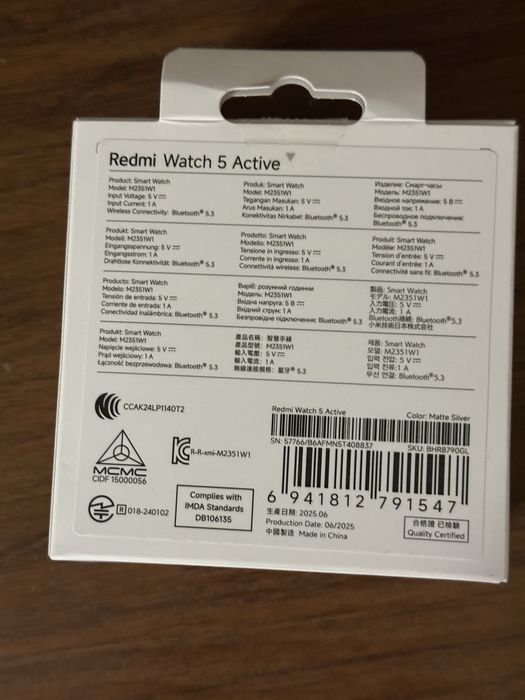 Redmi Watch 5 Active
Product: Smart Watch
Model: M2351W1
Input Voltage: 5 V⎓
Input Current: 1 A
Wireless Connectivity: Bluetooth® 5.3
Produk: Smart Watch
Model: M2351W1
Tegangan Masukan: 5 V⎓
Arus Masukan: 1 A
Konektivitas Nirkabel: Bluetooth® 5.3
Изделие: Смарт-часы
Модель: M2351W1
Входное напряжение: 5 В⎓
Входной ток: 1 A
Беспроводное подключение:
Bluetooth® 5.3
Produkt: Smart Watch
Modell: M2351W1
Eingangsspannung: 5 V⎓
Eingangsstrom: 1 A
Drahtlose Konnektivität: Bluetooth® 5.3
Prodotto: Smart Watch
Modello: M2351W1
Tensione in ingresso: 5 V⎓
Corrente in ingresso: 1 A
Connettività wireless: Bluetooth® 5.3
Produit: Smart Watch
Modèle: M2351W1
Tension d'entrée: 5 V⎓
Courant d'entrée: 1 A
Connectivité sans fil: Bluetooth® 5.3
Producto: Smart Watch
Modelo: M2351W1
Tensión de entrada: 5 V⎓
Corriente de entrada: 1 A
Conectividad inalámbrica: Bluetooth® 5.3
Виріб: розумний годинник
Модель: M2351W1
Вхідна напруга: 5 В⎓
Вхідний струм: 1 A
Безпровідне підключення: Bluetooth® 5.3
製品: Smart Watch
モデル: M2351W1
入力電圧: 5 V⎓
入力電流: 1 A
Bluetooth接続: Bluetooth® 5.3
小米技術日本株式会社
Produkt: Smart Watch
Model: M2351W1
Napięcie wejściowe: 5 V⎓
Prąd wejściowy: 1 A
Łączność bezprzewodowa: Bluetooth® 5.3
產品名稱: 智慧手錶
產品型號: M2351W1
輸入電壓: 5 V⎓
輸入電流: 1 A
無線連接規格: 藍牙® 5.3
제품: Smart Watch
모델: M2351W1
입력 전압: 5 V⎓
입력 전류: 1 A
무선 연결: Bluetooth® 5.3
CCAK24LP1140T2
MCMC
CIDF 15000056
R-R-xmi-M2351W1
R 018-240102
Complies with
IMDA Standards
DB106135
Redmi Watch 5 Active
Color: Matte Silver
SN: 57766/B6AFMN5T408837
SKU: BHR8790GL
6 941812 791547
生產日期: 2025.06
Production Date: 06/2025
中國製造 Made in China
合格證 已檢驗
Quality Certified